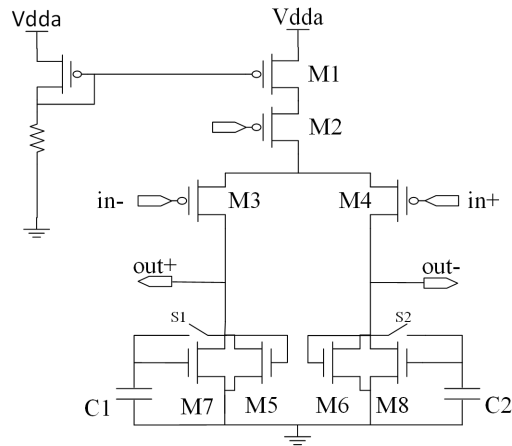 Vdda
Vdda
M1
M2
in-
M3
M4
in+
out+
out-
S1
S2
C1
M7
M5
M6
M8
C2